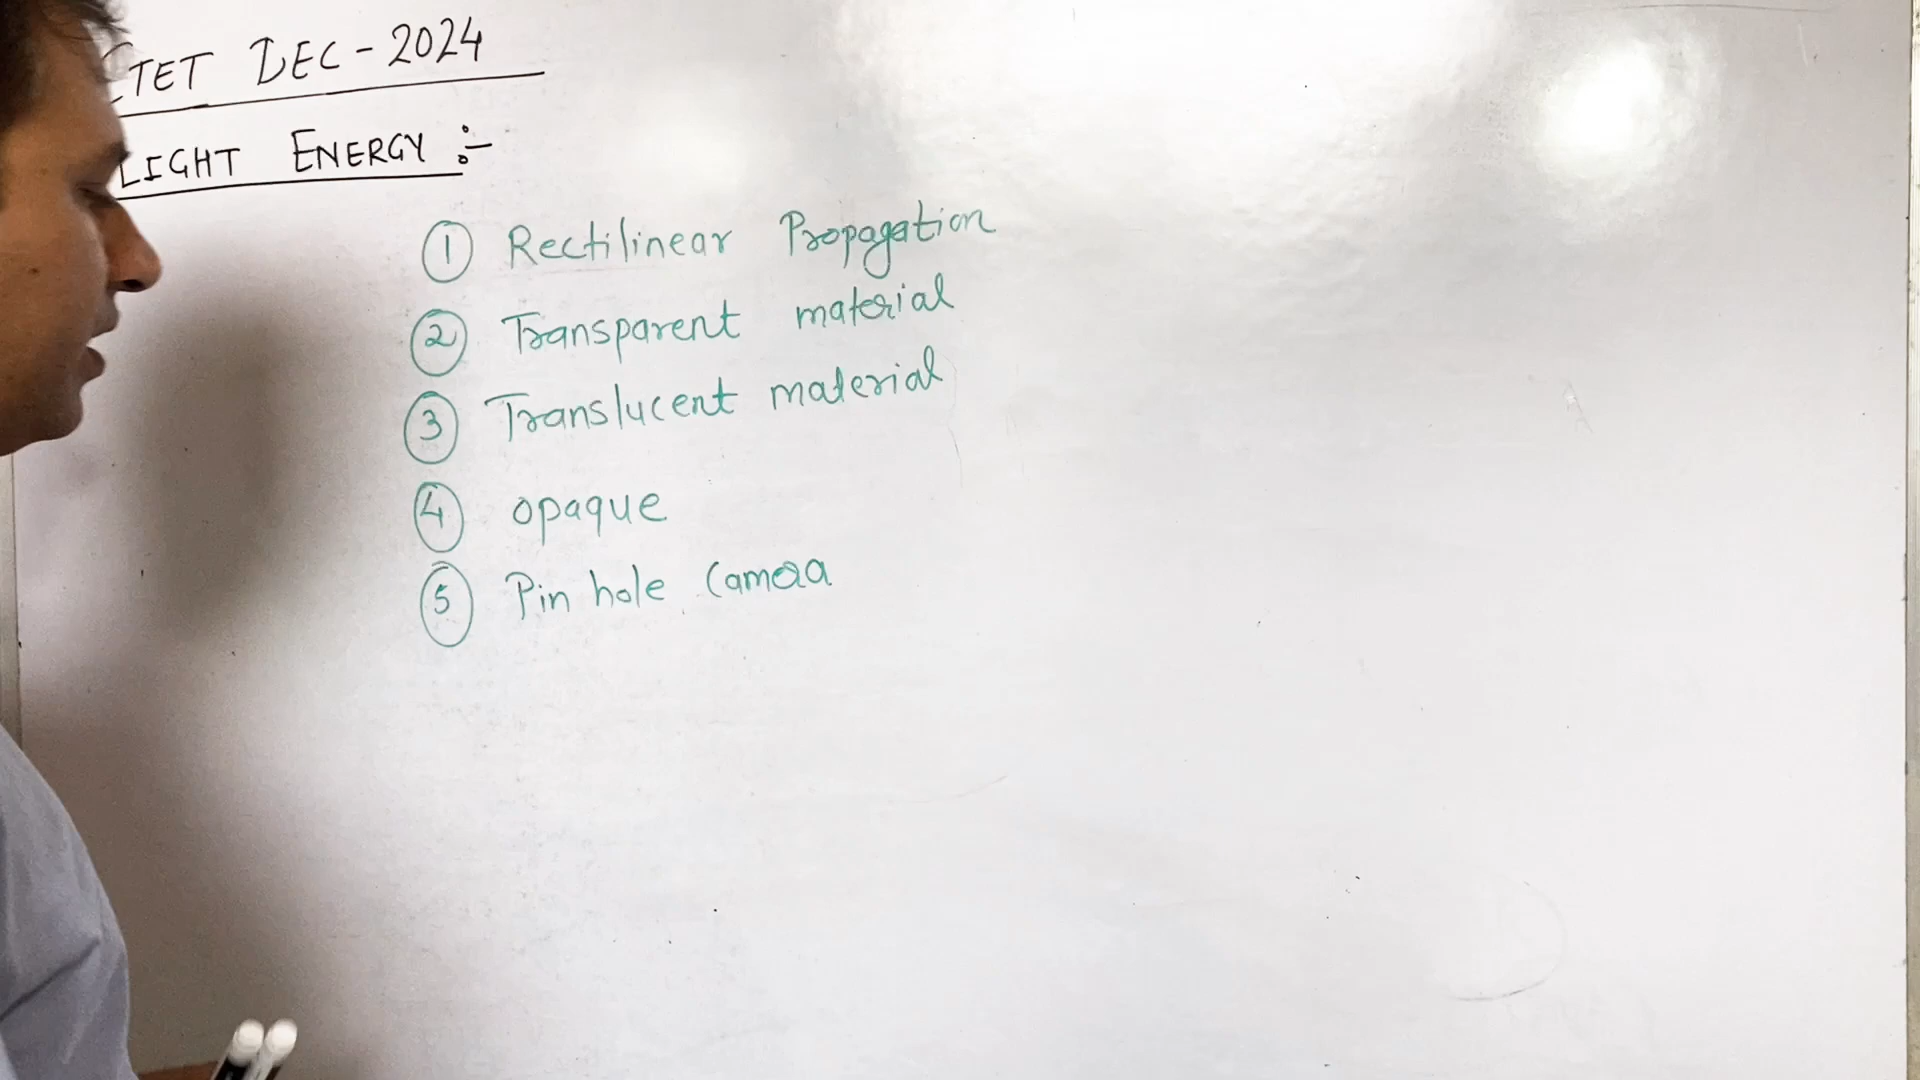 CTET DEC - 2024
LIGHT ENERGY :-
① Rectilinear Propagation
② Transparent material
③ Translucent material
④ opaque
⑤ Pin hole Camera